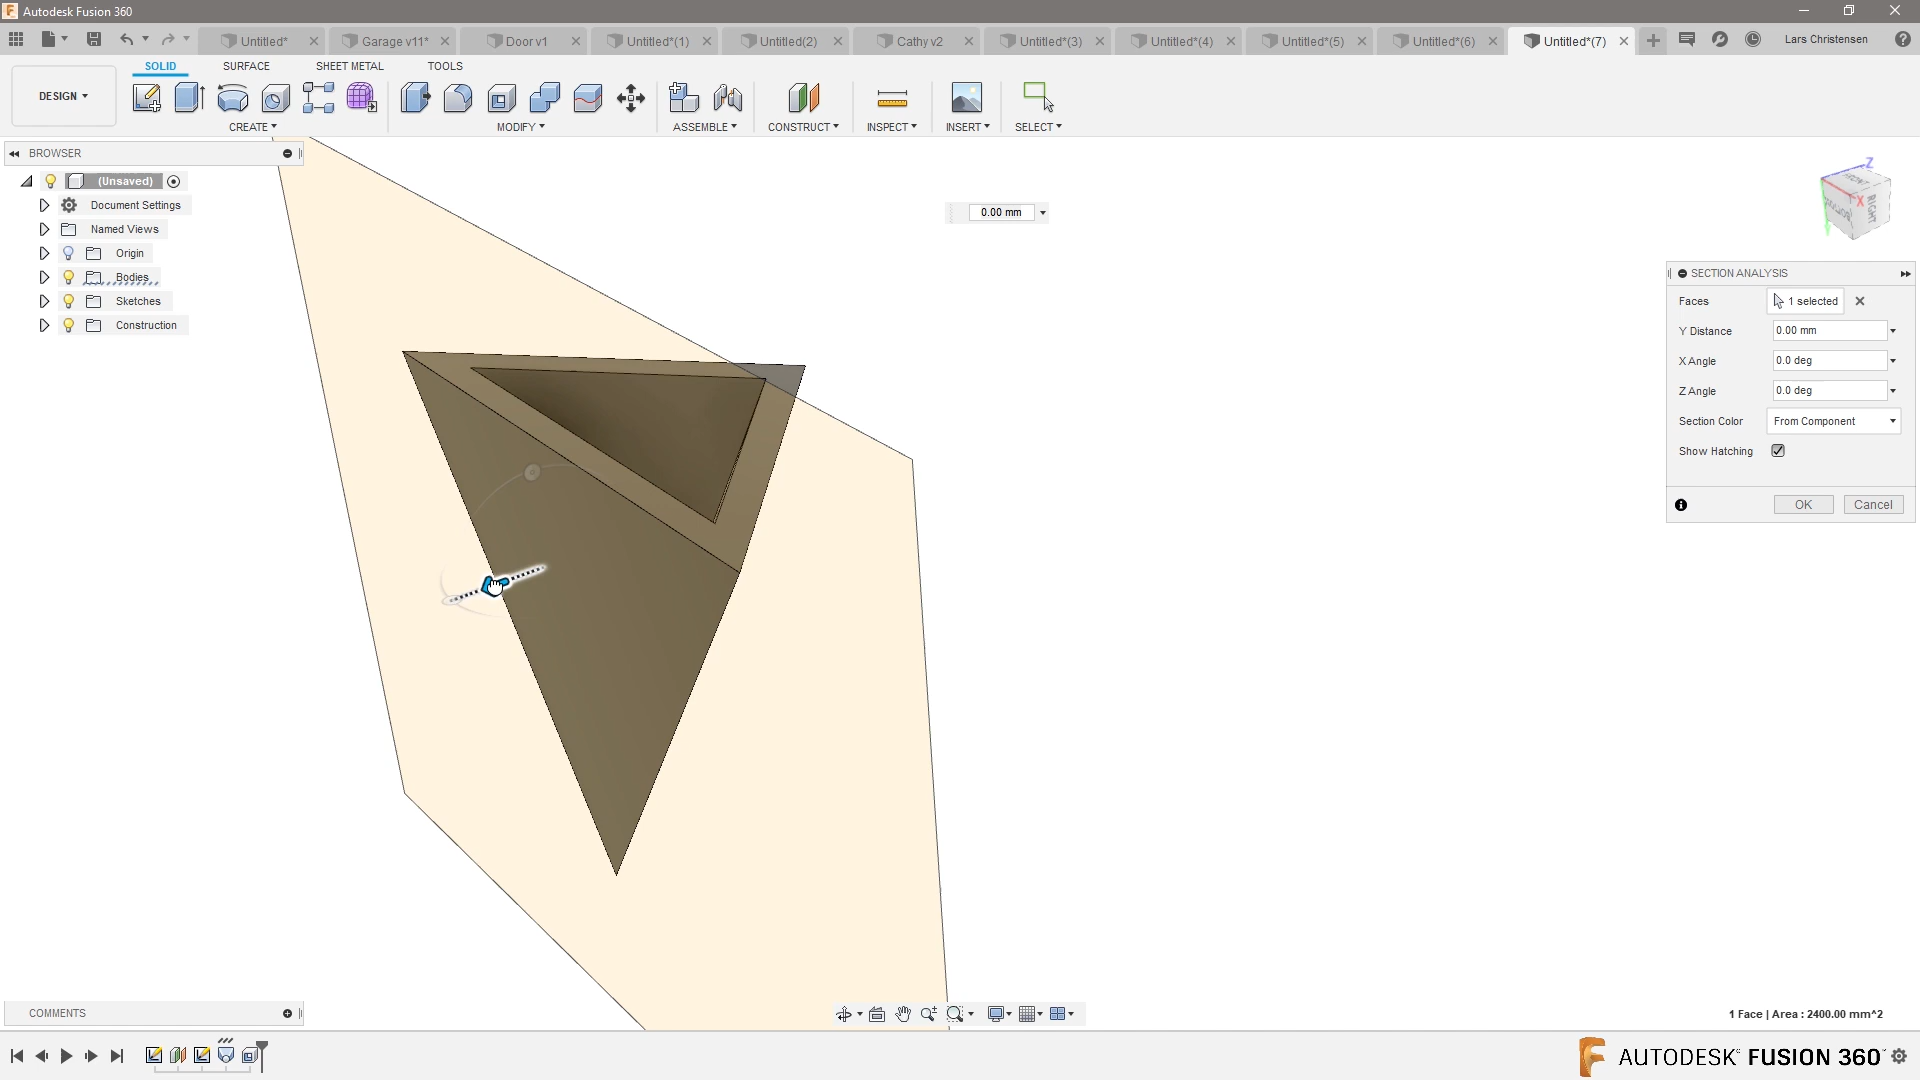 Autodesk Fusion 360
Untitled* Garage v11* Door v1 Untitled*(1) Untitled(2) Cathy v2 Untitled*(3) Untitled*(4) Untitled*(5) Untitled*(6) Untitled*(7) Lars Christensen
SOLID SURFACE SHEET METAL TOOLS
DESIGN
CREATE MODIFY ASSEMBLE CONSTRUCT INSPECT INSERT SELECT
BROWSER
(Unsaved)
Document Settings
Named Views
Origin
Bodies
Sketches
Construction
0.00 mm
Z
FRONT
X
RIGHT
SECTION ANALYSIS
Faces 1 selected
Y Distance 0.00 mm
X Angle 0.0 deg
Z Angle 0.0 deg
Section Color From Component
Show Hatching
OK Cancel
COMMENTS
1 Face | Area : 2400.00 mm^2
AUTODESK FUSION 360